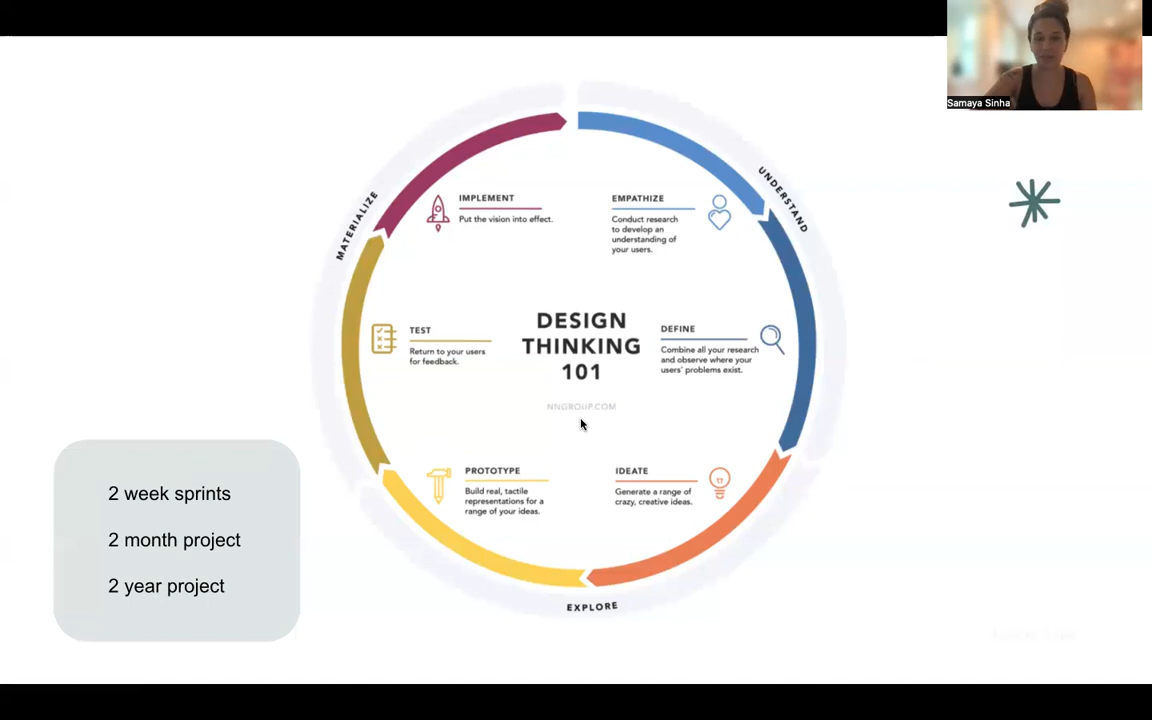 Samaya Sinha
UNDERSTAND
MATERIALIZE
IMPLEMENT
Put the vision into effect.
EMPATHIZE
Conduct research
to develop an
understanding of
your users.
TEST
Return to your users
for feedback.
DESIGN
THINKING
101
NNGROUP.COM
DEFINE
Combine all your research
and observe where your
users' problems exist.
PROTOTYPE
Build real, tactile
representations for a
range of your ideas.
IDEATE
Generate a range of
crazy, creative ideas.
EXPLORE
2 week sprints
2 month project
2 year project